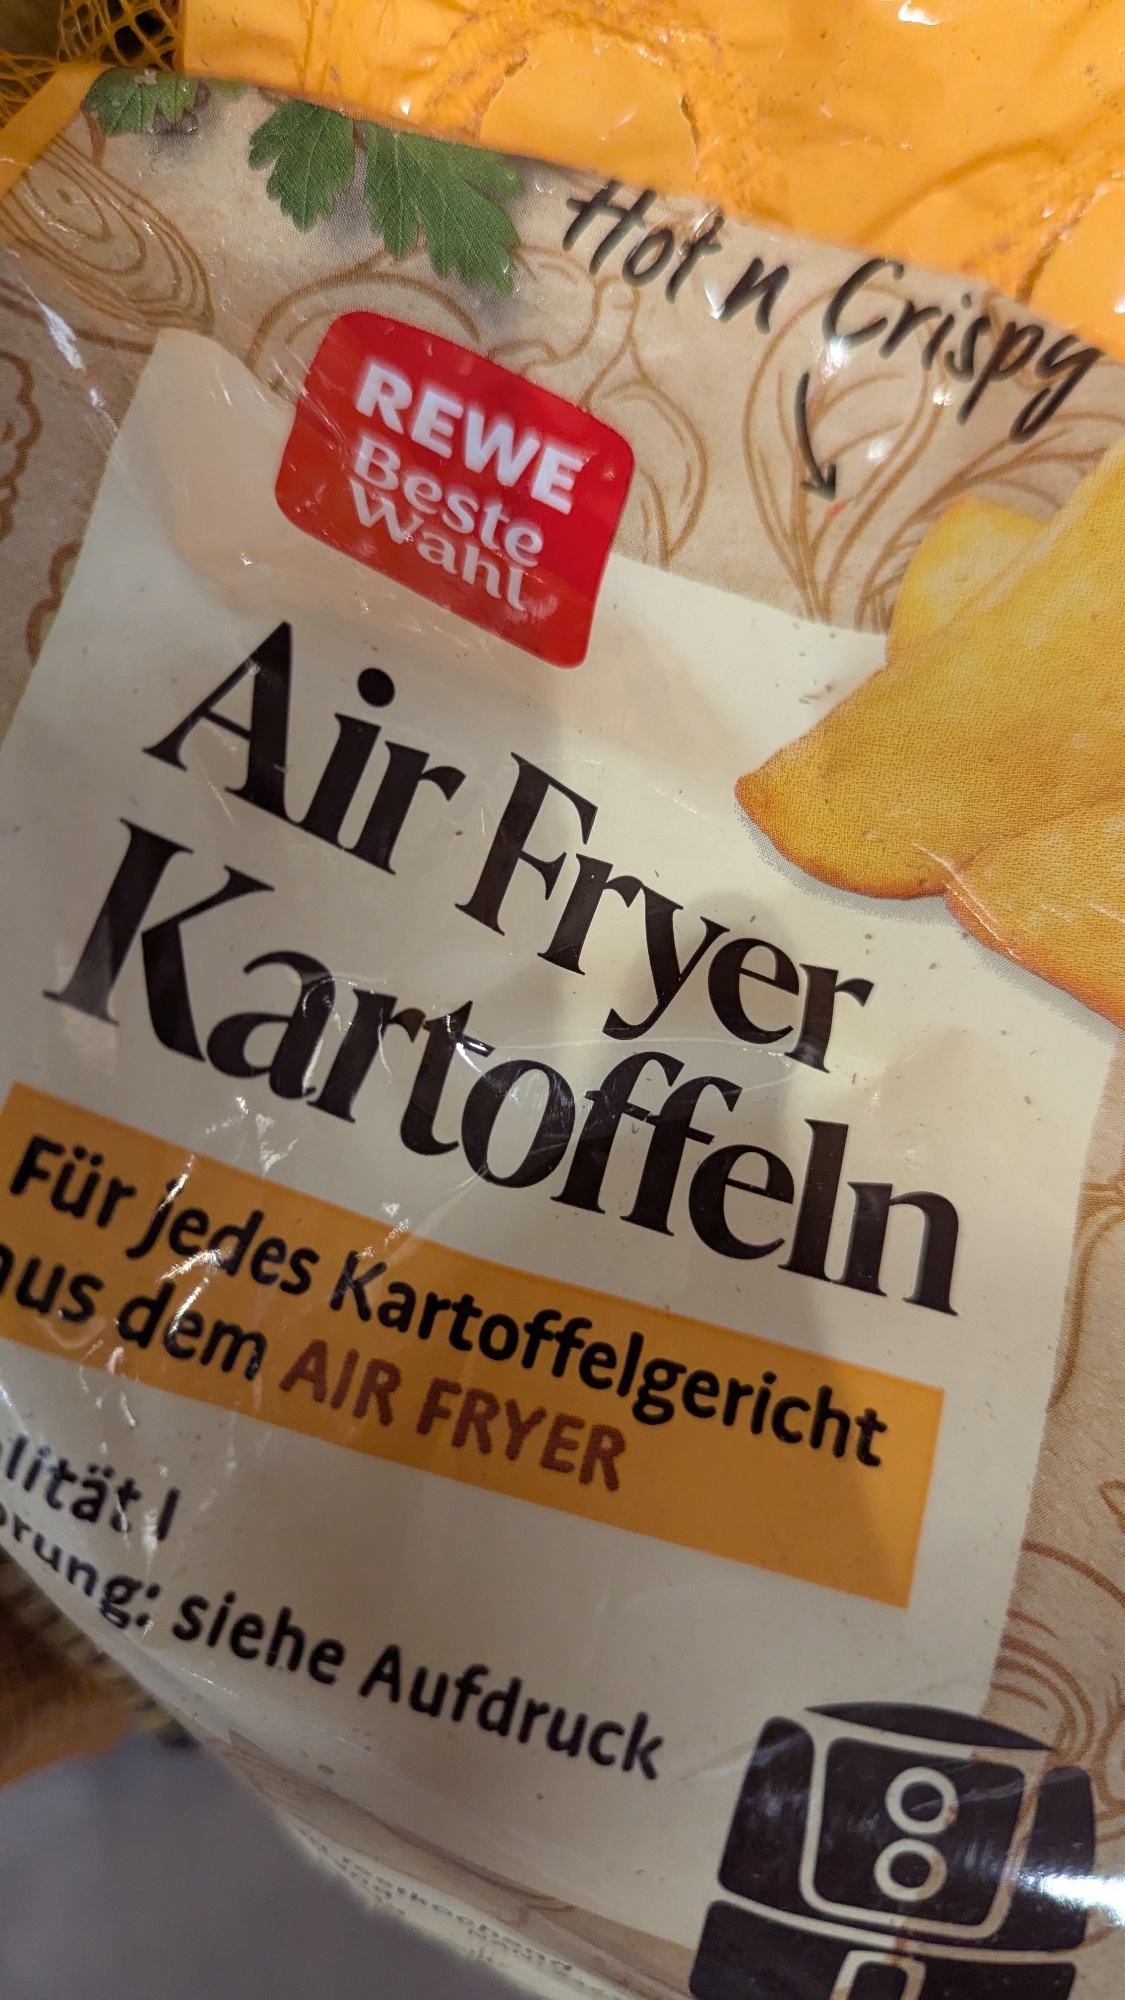 Hot n Crispy
REWE
Beste
Wahl
Air Fryer
Kartoffeln
Für jedes Kartoffelgericht
aus dem AIR FRYER
lität I
rung: siehe Aufdruck